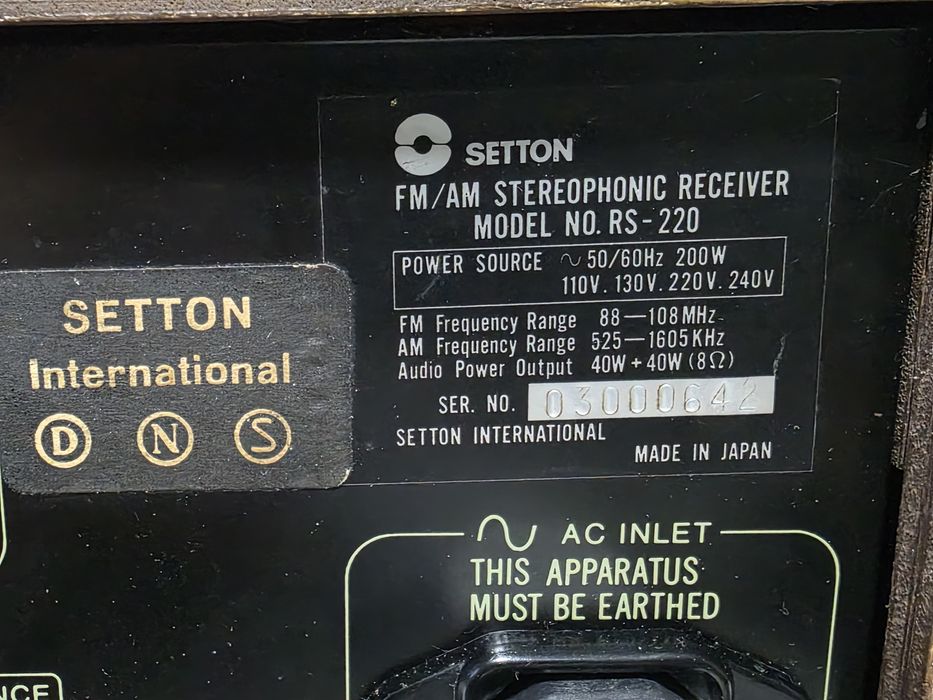 SETTON
FM/AM STEREOPHONIC RECEIVER
MODEL NO. RS-220
POWER SOURCE ~ 50/60Hz 200W
110V. 130V. 220V. 240V
FM Frequency Range 88—108MHz
AM Frequency Range 525—1605KHz
Audio Power Output 40W+40W (8Ω)
SER. NO. 03000642
SETTON INTERNATIONAL
MADE IN JAPAN
SETTON
International
D N S
AC INLET
THIS APPARATUS
MUST BE EARTHED